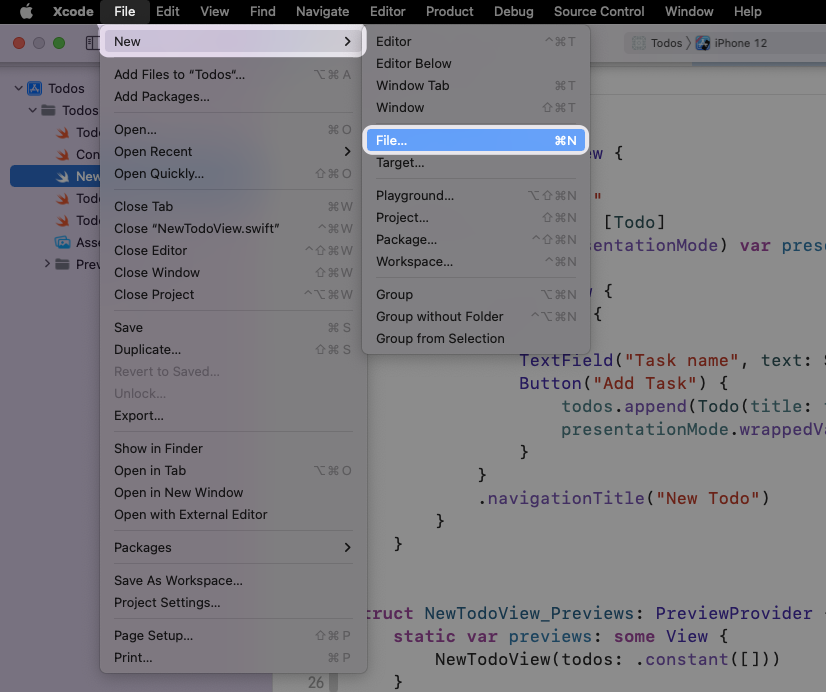 Xcode File Edit View Find Navigate Editor Product Debug Source Control Window Help
Todos iPhone 12
New
Add Files to “Todos”... ⌥⌘A
Add Packages...
Open... ⌘O
Open Recent
Open Quickly... ⇧⌘O
Close Tab ⌘W
Close “NewTodoView.swift” ^⌘W
Close Editor ^⇧⌘W
Close Window ⇧⌘W
Close Project ^⌥⌘W
Save ⌘S
Duplicate... ⇧⌘S
Revert to Saved...
Unlock...
Export...
Show in Finder
Open in Tab ⌥⌘O
Open in New Window
Open with External Editor
Packages
Save As Workspace...
Project Settings...
Page Setup... ⇧⌘P
Print... ⌘P
Editor ^⌘T
Editor Below
Window Tab ⌘T
Window ⇧⌘T
File... ⌘N
Target...
Playground... ⌥⇧⌘N
Project... ⇧⌘N
Package... ^⇧⌘N
Workspace... ^⌘N
Group ⌥⌘N
Group without Folder ^⌥⌘N
Group from Selection
Todos
Todos
Tod
Con
New
Tod
Tod
Asse
Prev
ew {
"
[Todo]
sentationMode) var pres
{
{
TextField("Task name", text:
Button("Add Task") {
todos.append(Todo(title:
presentationMode.wrappedVa
}
}
.navigationTitle("New Todo")
}
}
truct NewTodoView_Previews: PreviewProvider
static var previews: some View {
NewTodoView(todos: .constant([]))
26 }